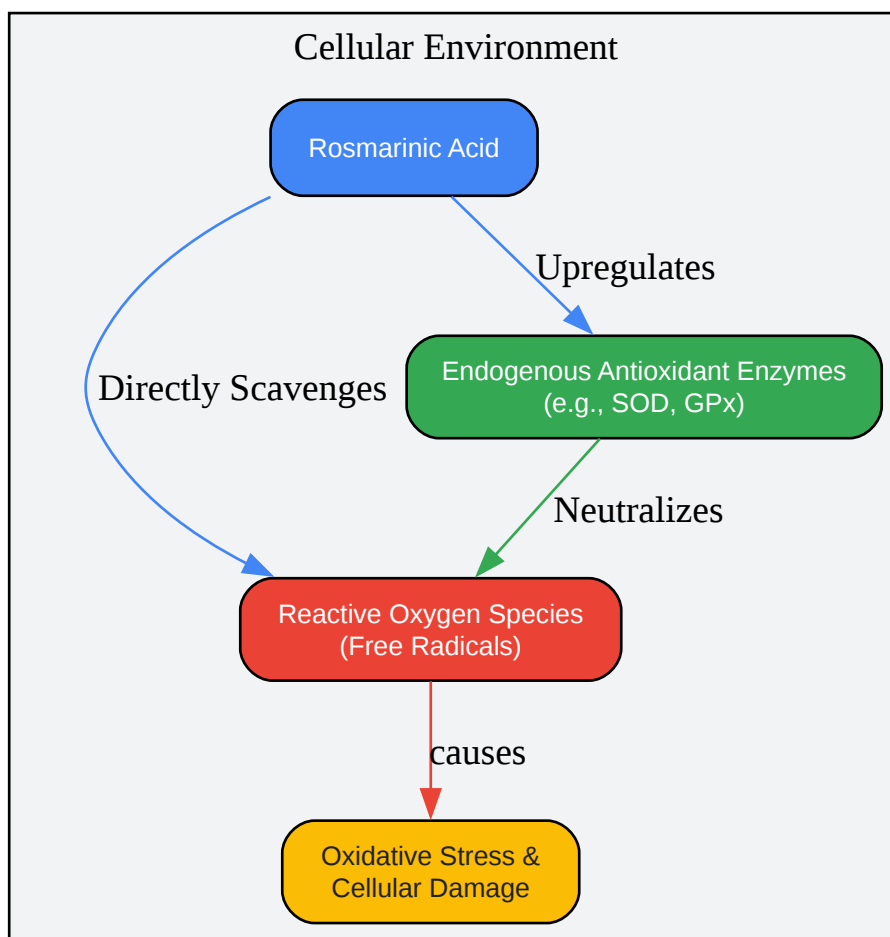 Cellular Environment
Rosmarinic Acid
Upregulates
Directly Scavenges
Endogenous Antioxidant Enzymes
(e.g., SOD, GPx)
Neutralizes
Reactive Oxygen Species
(Free Radicals)
causes
Oxidative Stress &
Cellular Damage